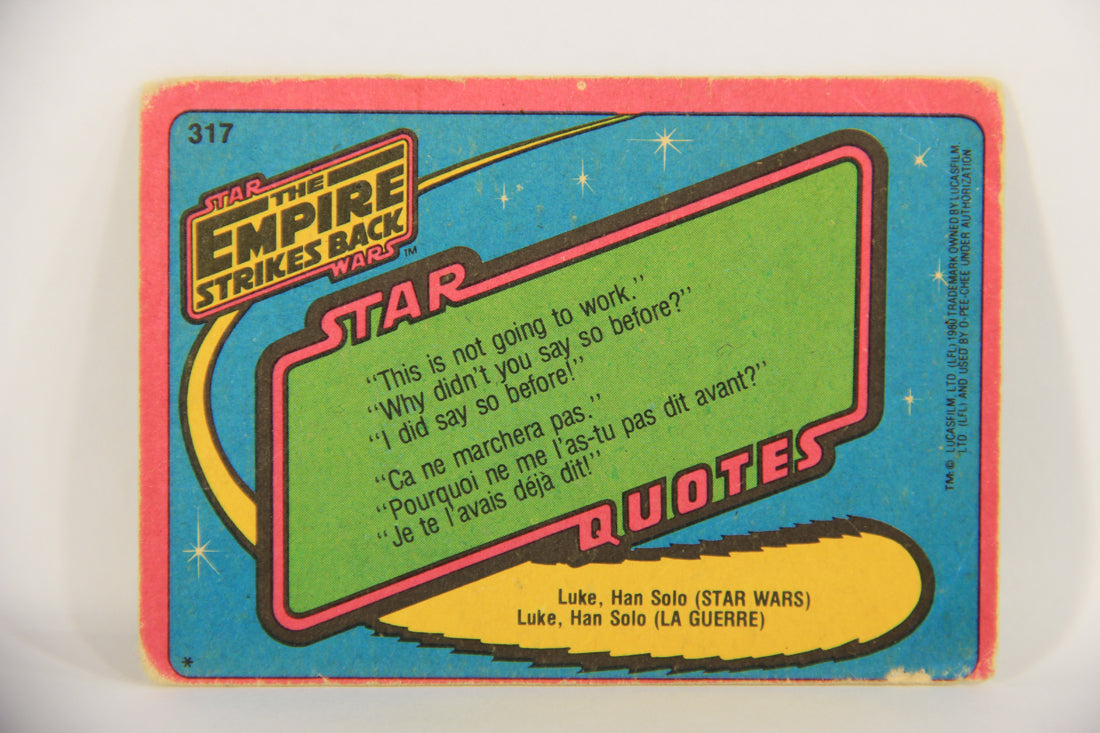 317
STAR
THE
EMPIRE
STRIKES BACK
WARS™
STAR
"This is not going to work."
"Why didn't you say so before?"
"I did say so before!"
"Ca ne marchera pas."
"Pourquoi ne me l'as-tu pas dit avant?"
"Je te l'avais déjà dit!"
QUOTES
Luke, Han Solo (STAR WARS)
Luke, Han Solo (LA GUERRE)
*
TM: © LUCASFILM, LTD. (LFL) 1980 TRADEMARK OWNED BY LUCASFILM
LTD. (LFL) AND USED BY O-PEE-CHEE UNDER AUTHORIZATION